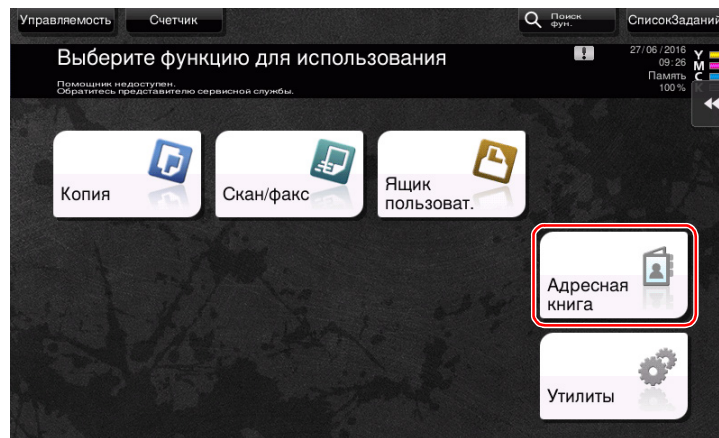 Управляемость
Счетчик
Поиск
фун.
СписокЗаданий
Выберите функцию для использования
Помощник недоступен.
Обратитесь представителю сервисной службы.
27/06/2016
09:26
Память
100 %
Y
M
C
K
Копия
Скан/факс
Ящик
пользоват.
Адресная
книга
Утилиты